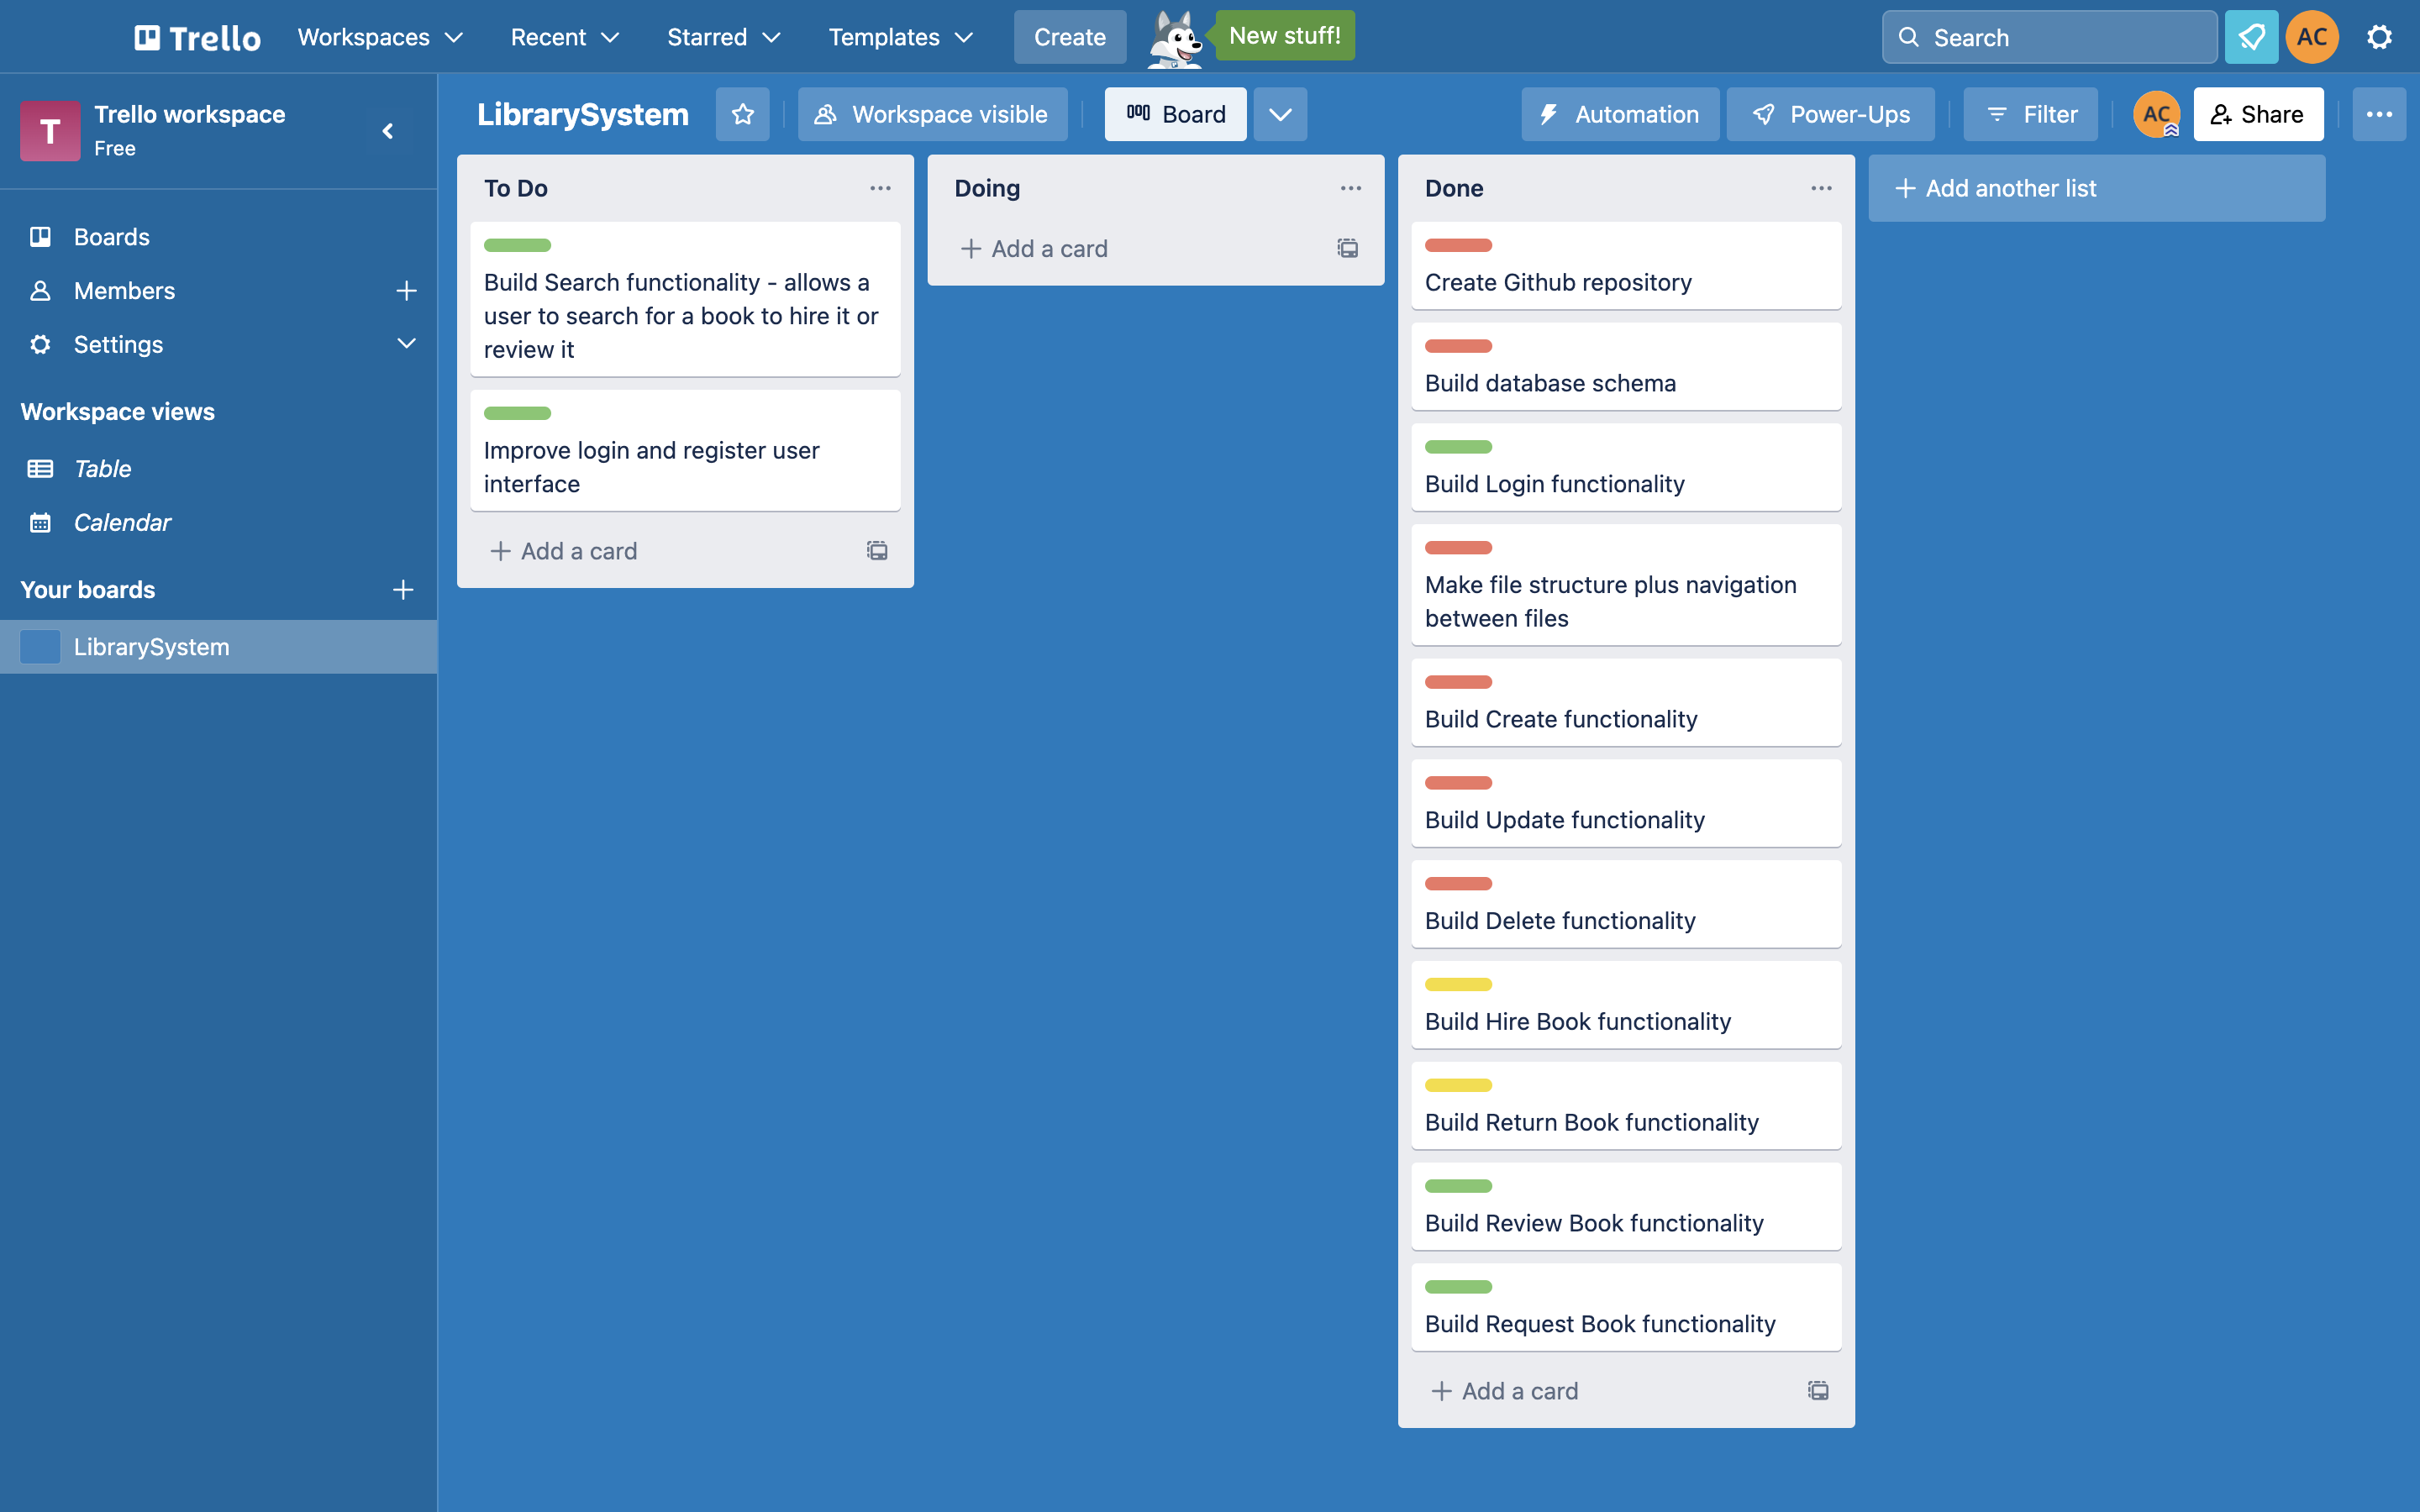 Trello
Workspaces
Recent
Starred
Templates
Create
New stuff!
Search
AC
T
Trello workspace
Free
LibrarySystem
Workspace visible
Board
Automation
Power-Ups
Filter
AC
Share
Boards
Members
Settings
Workspace views
Table
Calendar
Your boards
LibrarySystem
To Do
Build Search functionality - allows a
user to search for a book to hire it or
review it
Improve login and register user
interface
Add a card
Doing
Add a card
Done
Create Github repository
Build database schema
Build Login functionality
Make file structure plus navigation
between files
Build Create functionality
Build Update functionality
Build Delete functionality
Build Hire Book functionality
Build Return Book functionality
Build Review Book functionality
Build Request Book functionality
Add a card
Add another list